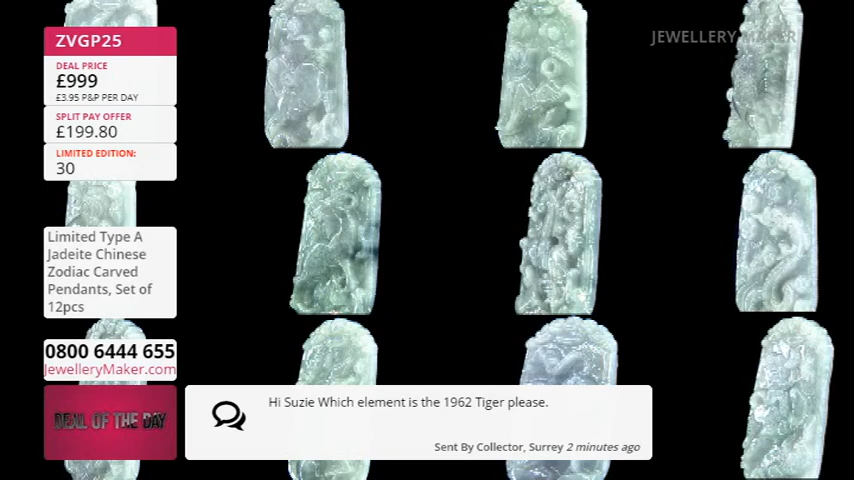 ZVGP25
DEAL PRICE
£999
£3.95 P&P PER DAY
SPLIT PAY OFFER
£199.80
LIMITED EDITION:
30
Limited Type A
Jadeite Chinese
Zodiac Carved
Pendants, Set of
12pcs
0800 6444 655
JewelleryMaker.com
DEAL OF THE DAY
JEWELLERY MAKER
Hi Suzie Which element is the 1962 Tiger please.
Sent By Collector, Surrey 2 minutes ago